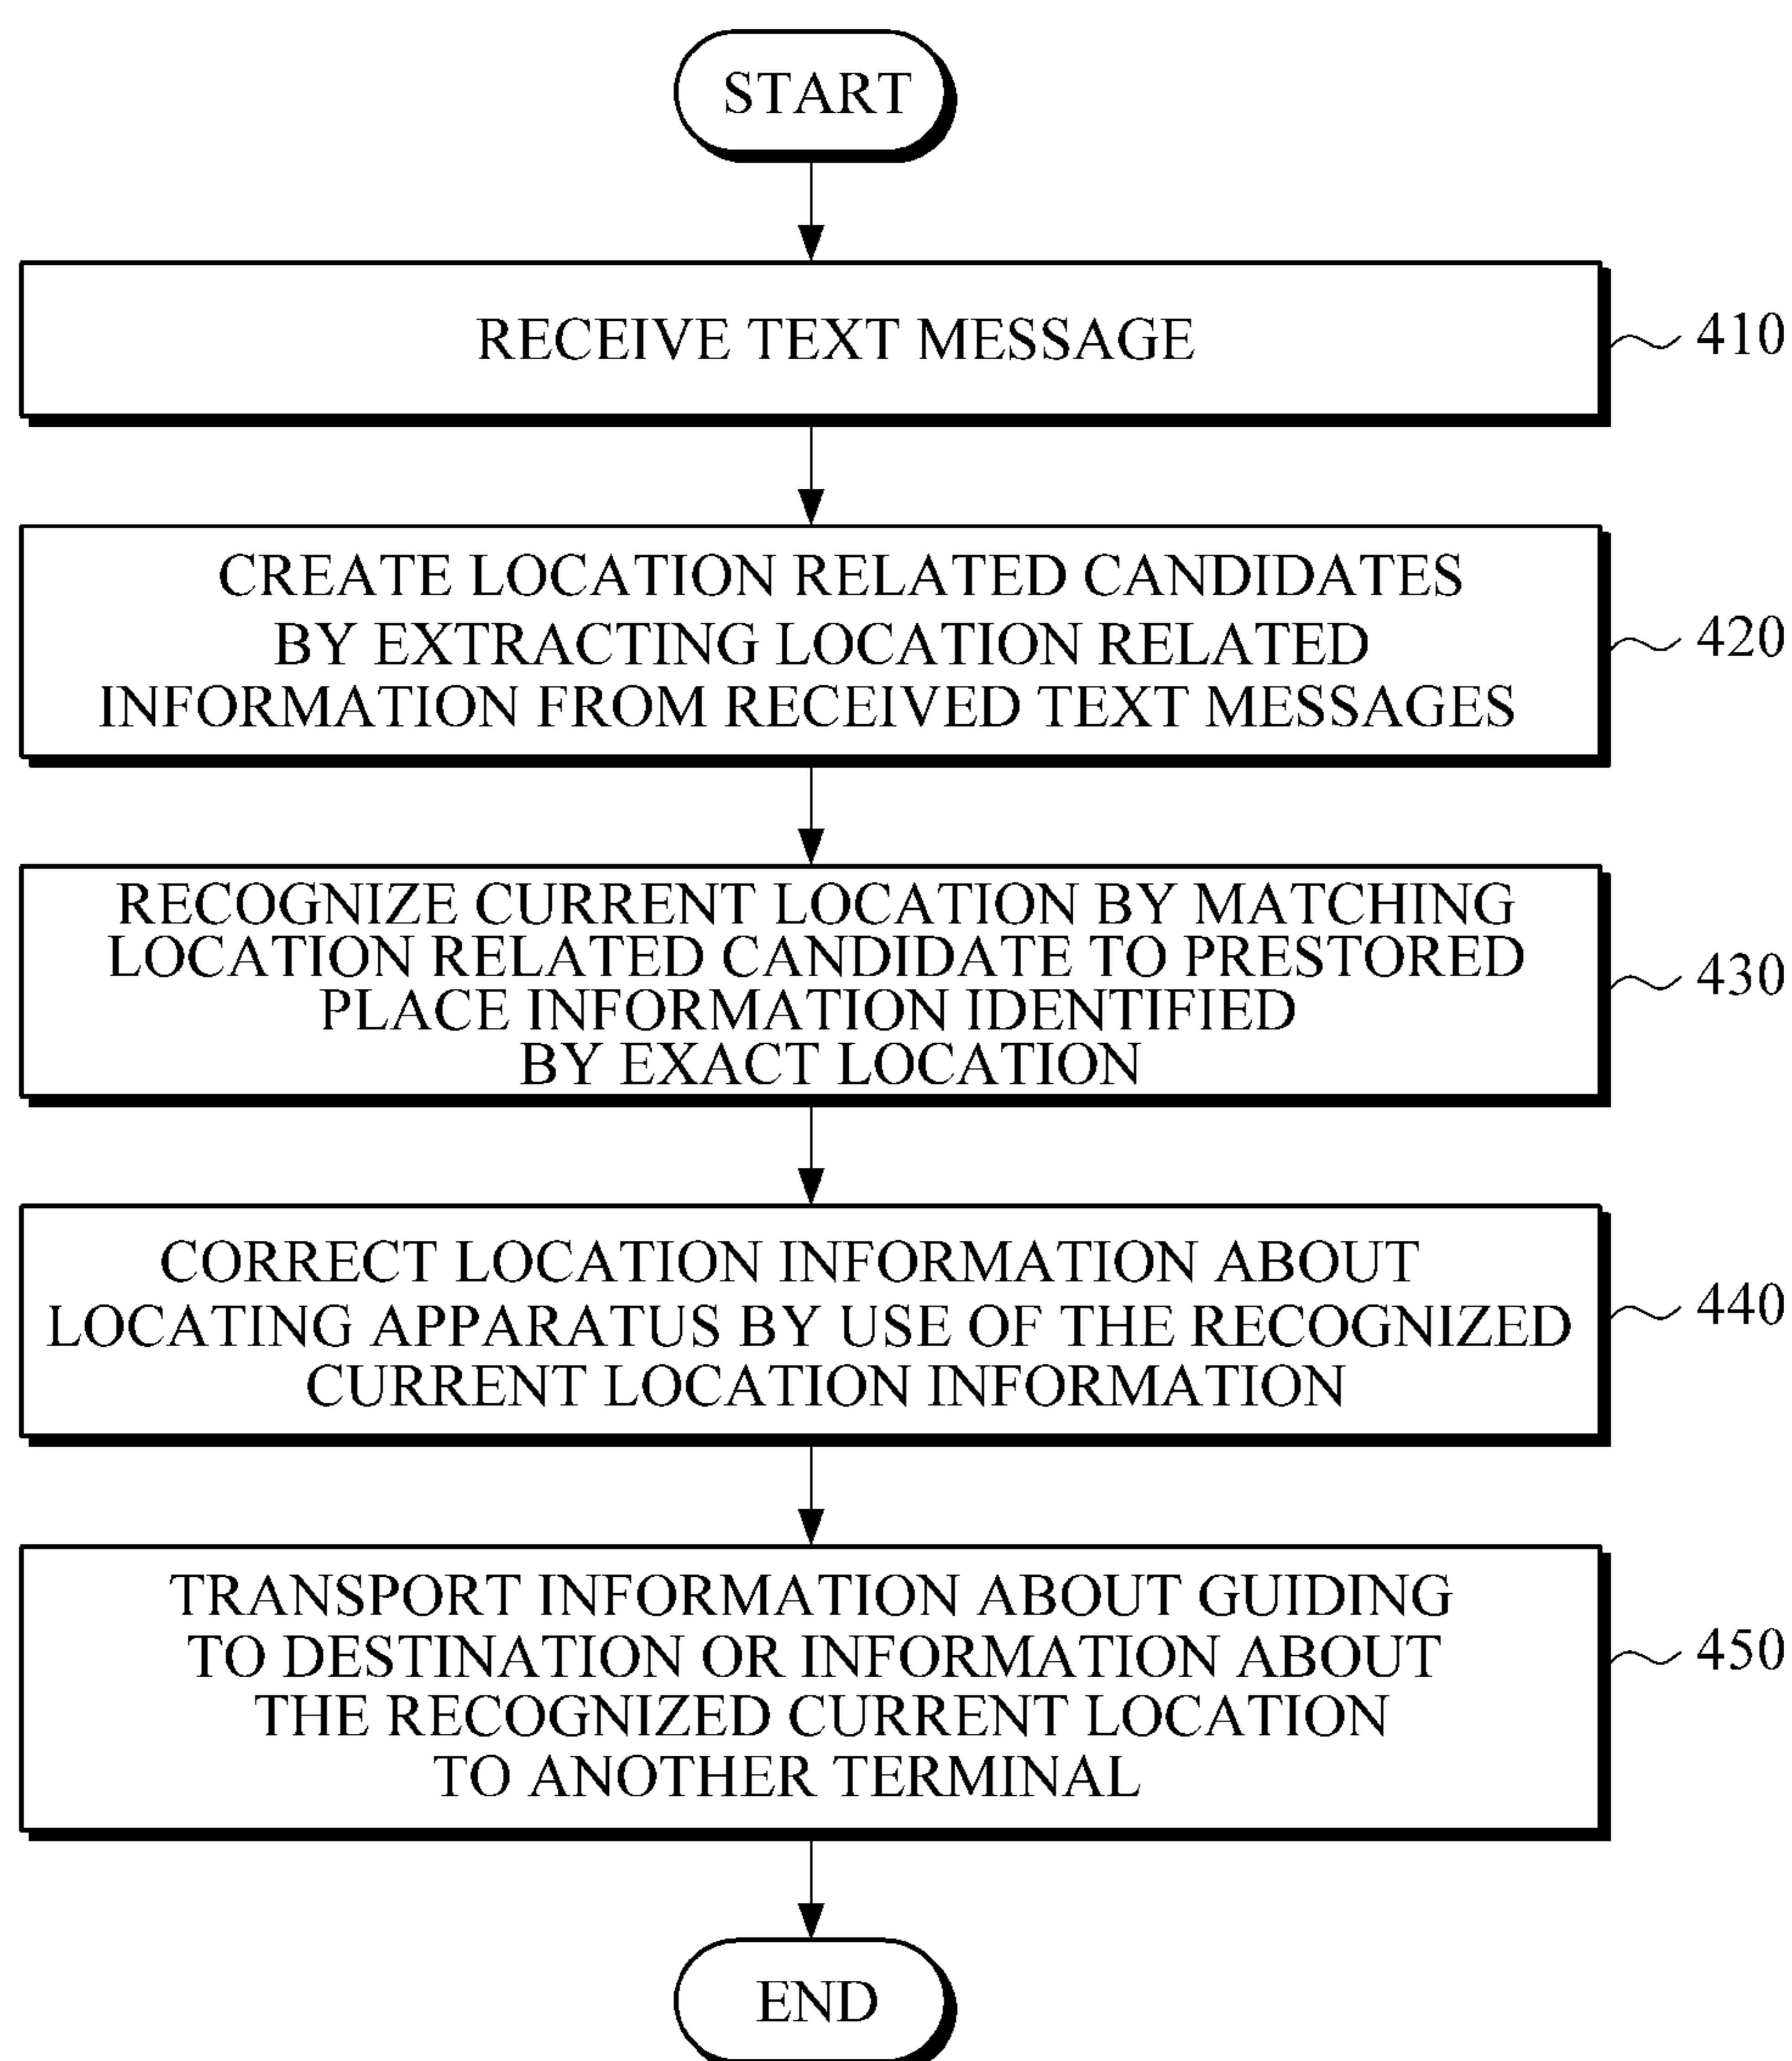 START
RECEIVE TEXT MESSAGE
410
CREATE LOCATION RELATED CANDIDATES
BY EXTRACTING LOCATION RELATED
INFORMATION FROM RECEIVED TEXT MESSAGES
420
RECOGNIZE CURRENT LOCATION BY MATCHING
LOCATION RELATED CANDIDATE TO PRESTORED
PLACE INFORMATION IDENTIFIED
BY EXACT LOCATION
430
CORRECT LOCATION INFORMATION ABOUT
LOCATING APPARATUS BY USE OF THE RECOGNIZED
CURRENT LOCATION INFORMATION
440
TRANSPORT INFORMATION ABOUT GUIDING
TO DESTINATION OR INFORMATION ABOUT
THE RECOGNIZED CURRENT LOCATION
TO ANOTHER TERMINAL
450
END